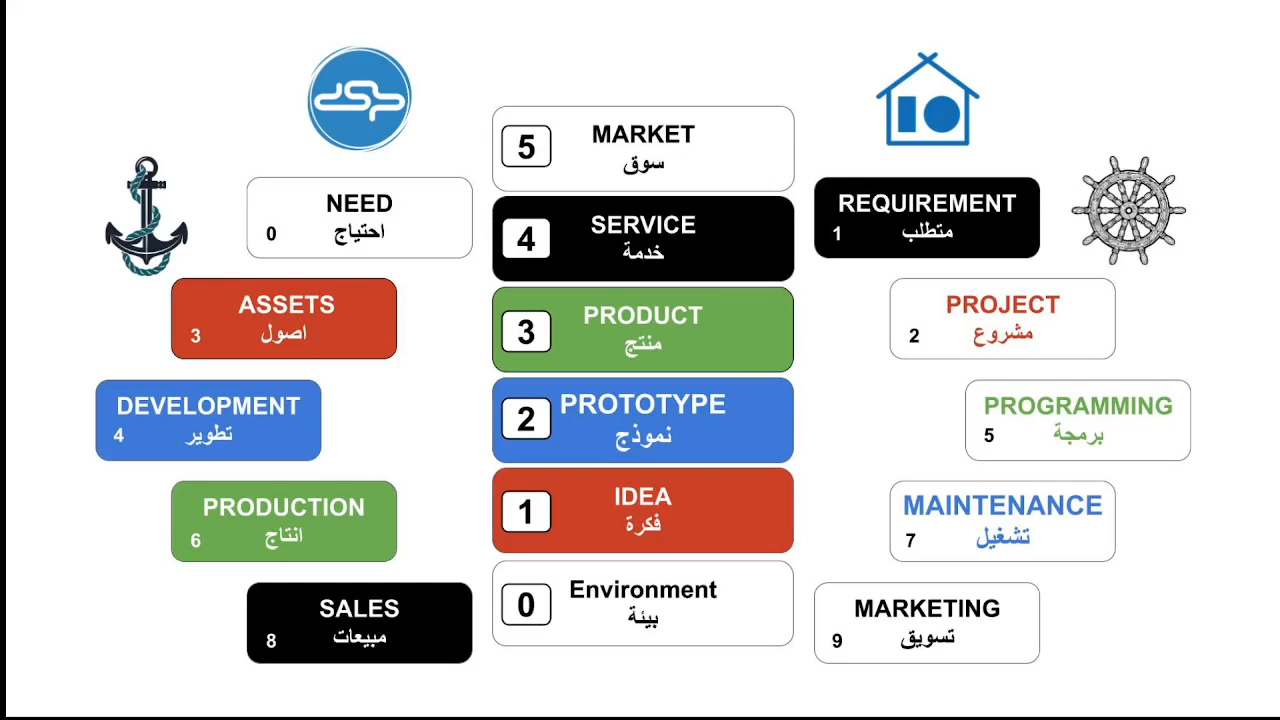 DSP
IO
5
MARKET
سوق
NEED
0
احتياج
4
SERVICE
خدمة
REQUIREMENT
1
متطلب
ASSETS
3
اصول
3
PRODUCT
منتج
PROJECT
2
مشروع
DEVELOPMENT
4
تطوير
2
PROTOTYPE
نموذج
PROGRAMMING
5
برمجة
PRODUCTION
6
انتاج
1
IDEA
فكرة
MAINTENANCE
7
تشغيل
SALES
8
مبيعات
0
Environment
بيئة
MARKETING
9
تسويق